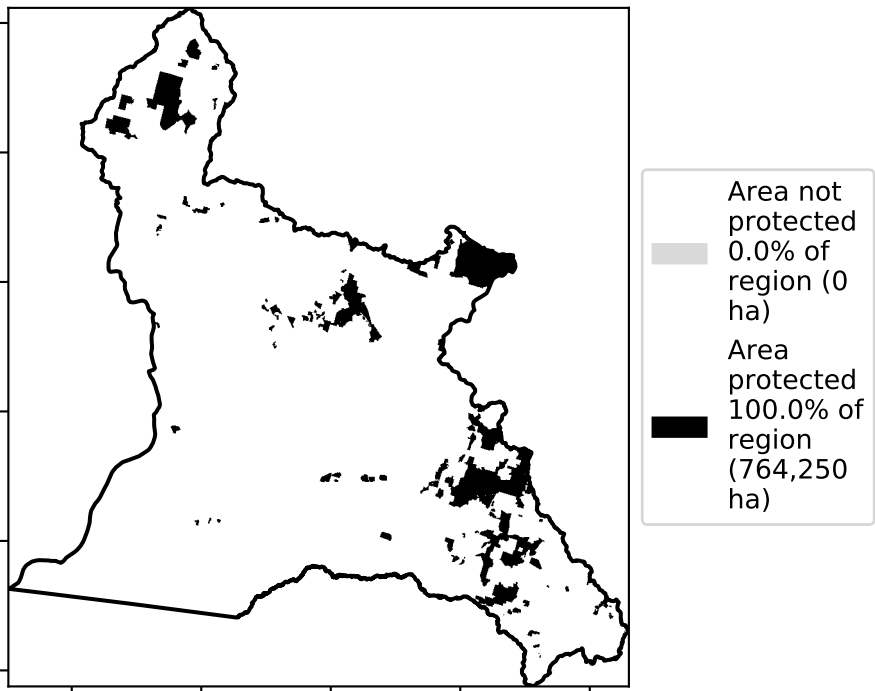 Area not
protected
0.0% of
region (0
ha)
Area
protected
100.0% of
region
(764,250
ha)